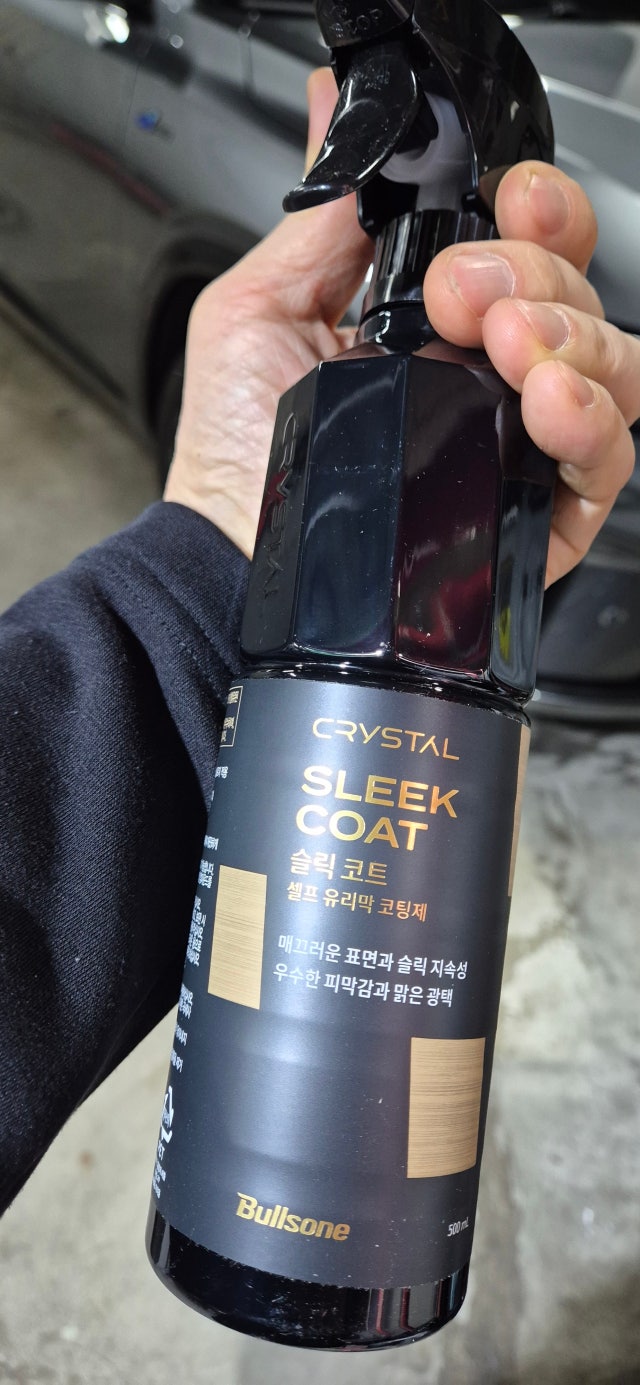 STOP
CRYSTAL
CRYSTAL
SLEEK
COAT
슬릭 코트
셀프 유리막 코팅제
매끄러운 표면과 슬릭 지속성
우수한 피막감과 맑은 광택
Bullsone
500 mL